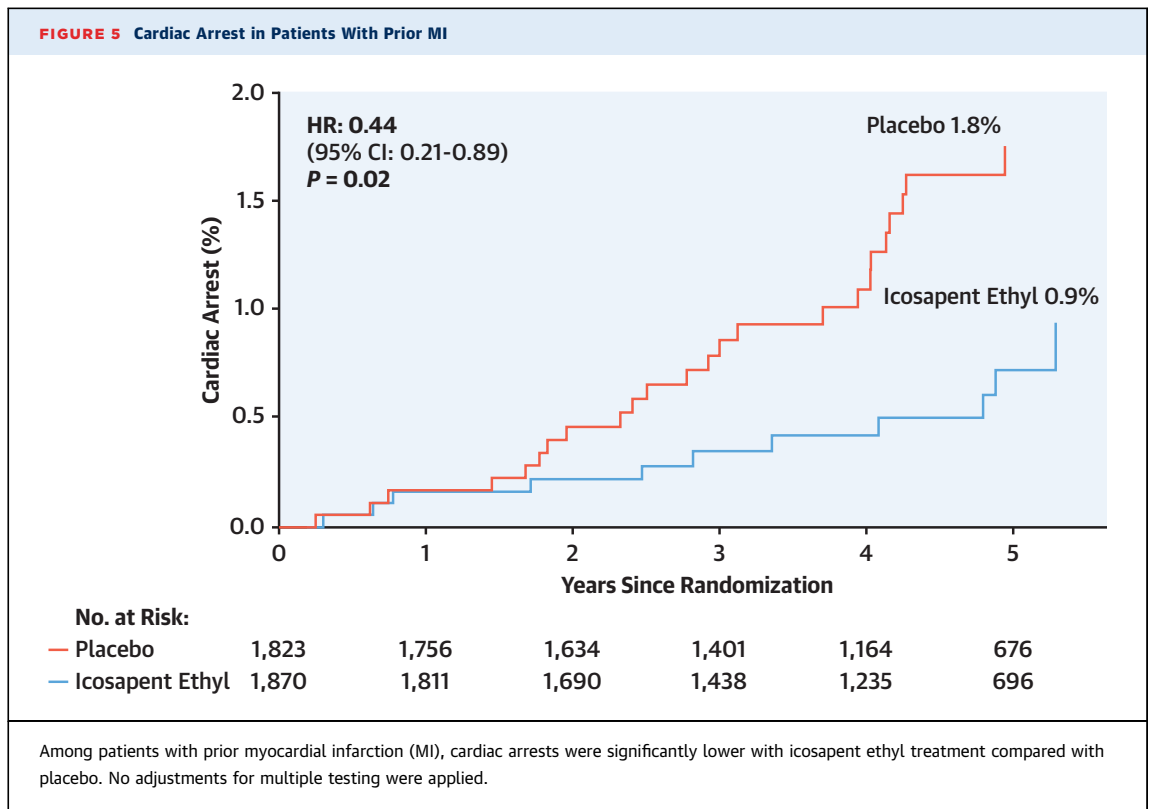 FIGURE 5 Cardiac Arrest in Patients With Prior MI
2.0
1.5
1.0
0.5
0.0
Cardiac Arrest (%)
HR: 0.44
(95% CI: 0.21-0.89)
P = 0.02
Placebo 1.8%
Icosapent Ethyl 0.9%
0 1 2 3 4 5
Years Since Randomization
No. at Risk:
Placebo 1,823 1,756 1,634 1,401 1,164 676
Icosapent Ethyl 1,870 1,811 1,690 1,438 1,235 696
Among patients with prior myocardial infarction (MI), cardiac arrests were significantly lower with icosapent ethyl treatment compared with
placebo. No adjustments for multiple testing were applied.